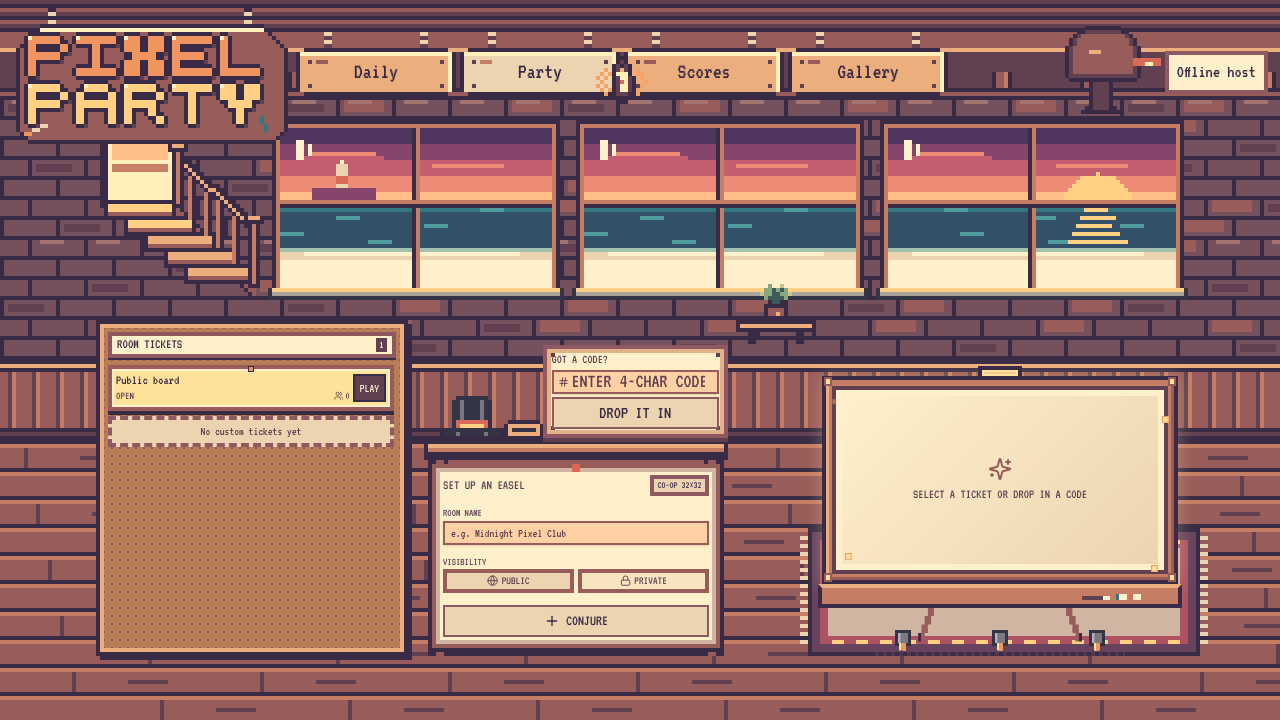 PIXEL
PARTY
Daily
Party
Scores
Gallery
Offline host
ROOM TICKETS
1
Public board
OPEN
0
PLAY
No custom tickets yet
GOT A CODE?
# ENTER 4-CHAR CODE
DROP IT IN
SET UP AN EASEL
CO-OP 32×32
ROOM NAME
e.g. Midnight Pixel Club
VISIBILITY
PUBLIC
PRIVATE
+ CONJURE
SELECT A TICKET OR DROP IN A CODE